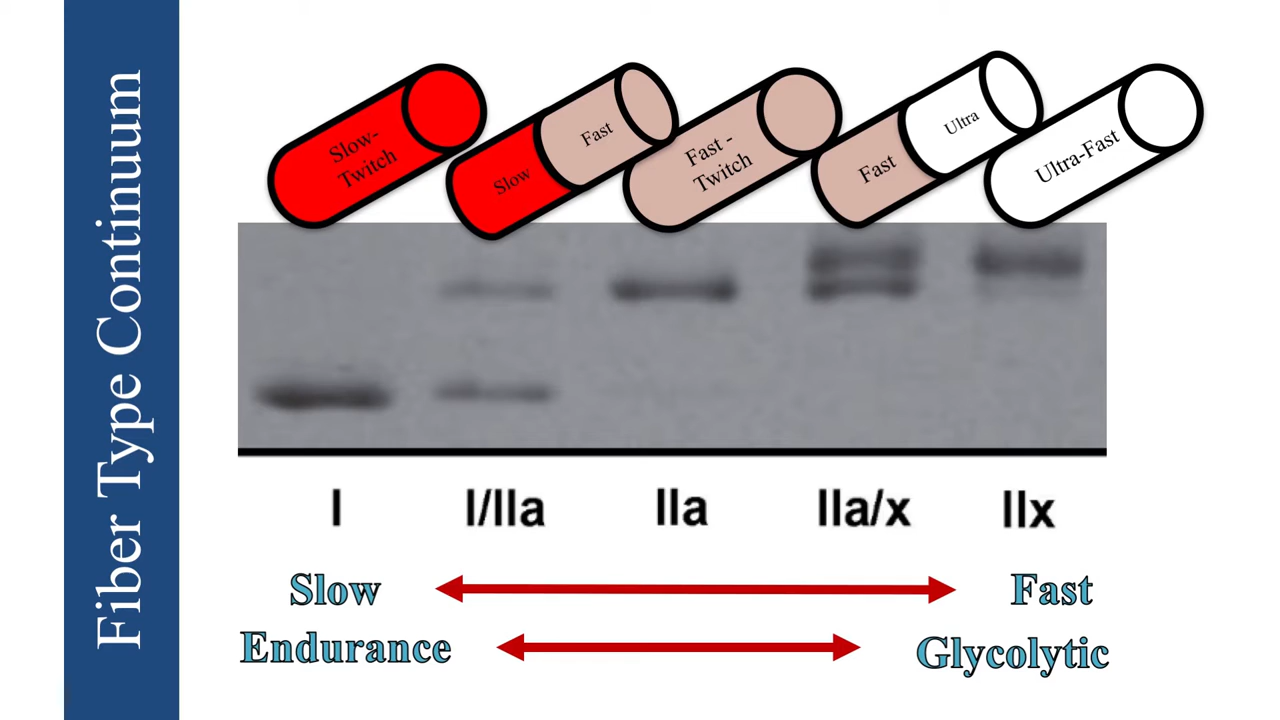 Fiber Type Continuum
Slow-
Twitch
Slow
Fast
Fast -
Twitch
Fast
Ultra
Ultra-Fast
I
I/IIa
IIa
IIa/x
IIx
Slow
Fast
Endurance
Glycolytic